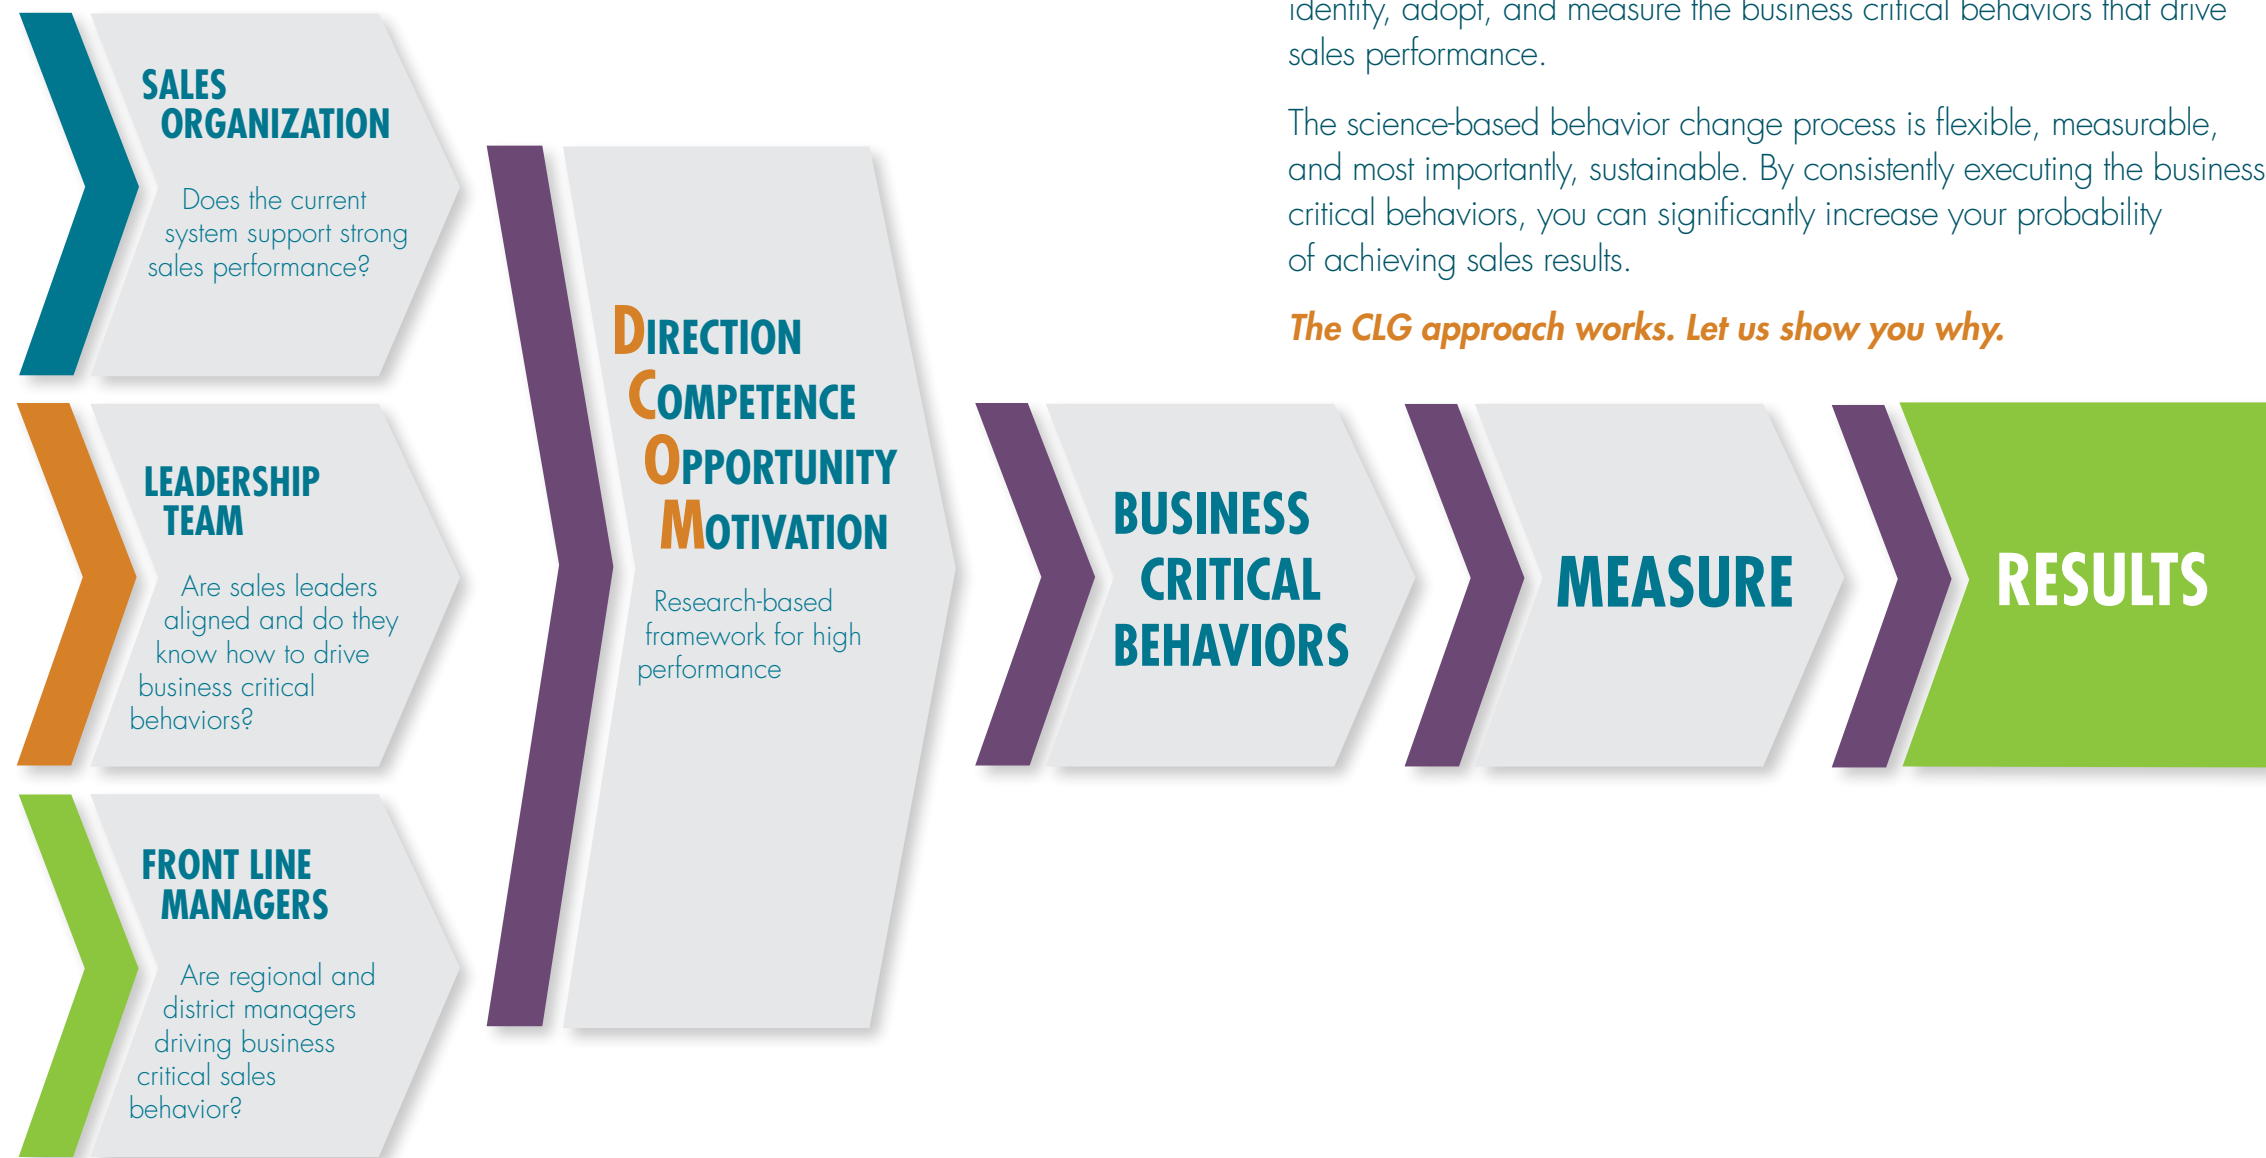 SALES
ORGANIZATION
Does the current
system support strong
sales performance?
LEADERSHIP
TEAM
Are sales leaders
aligned and do they
know how to drive
business critical
behaviors?
FRONT LINE
MANAGERS
Are regional and
district managers
driving business
critical sales
behavior?
DIRECTION
COMPETENCE
OPPORTUNITY
MOTIVATION
Research-based
framework for high
performance
identify, adopt, and measure the business critical behaviors that drive
sales performance.
The science-based behavior change process is flexible, measurable,
and most importantly, sustainable. By consistently executing the business
critical behaviors, you can significantly increase your probability
of achieving sales results.
The CLG approach works. Let us show you why.
BUSINESS
CRITICAL
BEHAVIORS
MEASURE
RESULTS